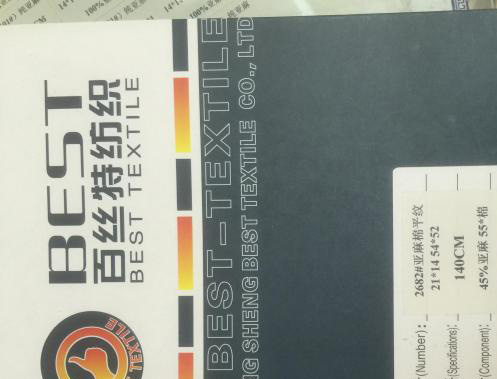 BEST
百丝特纺织
BEST TEXTILE
TEXTILE
BEST-TEXTILE
SHENG BEST TEXTILE CO., LTD
(Number):
2682#亚麻棉平纹
21*14 54*52
(Specifications):
140CM
(Component):
45%亚麻 55*棉